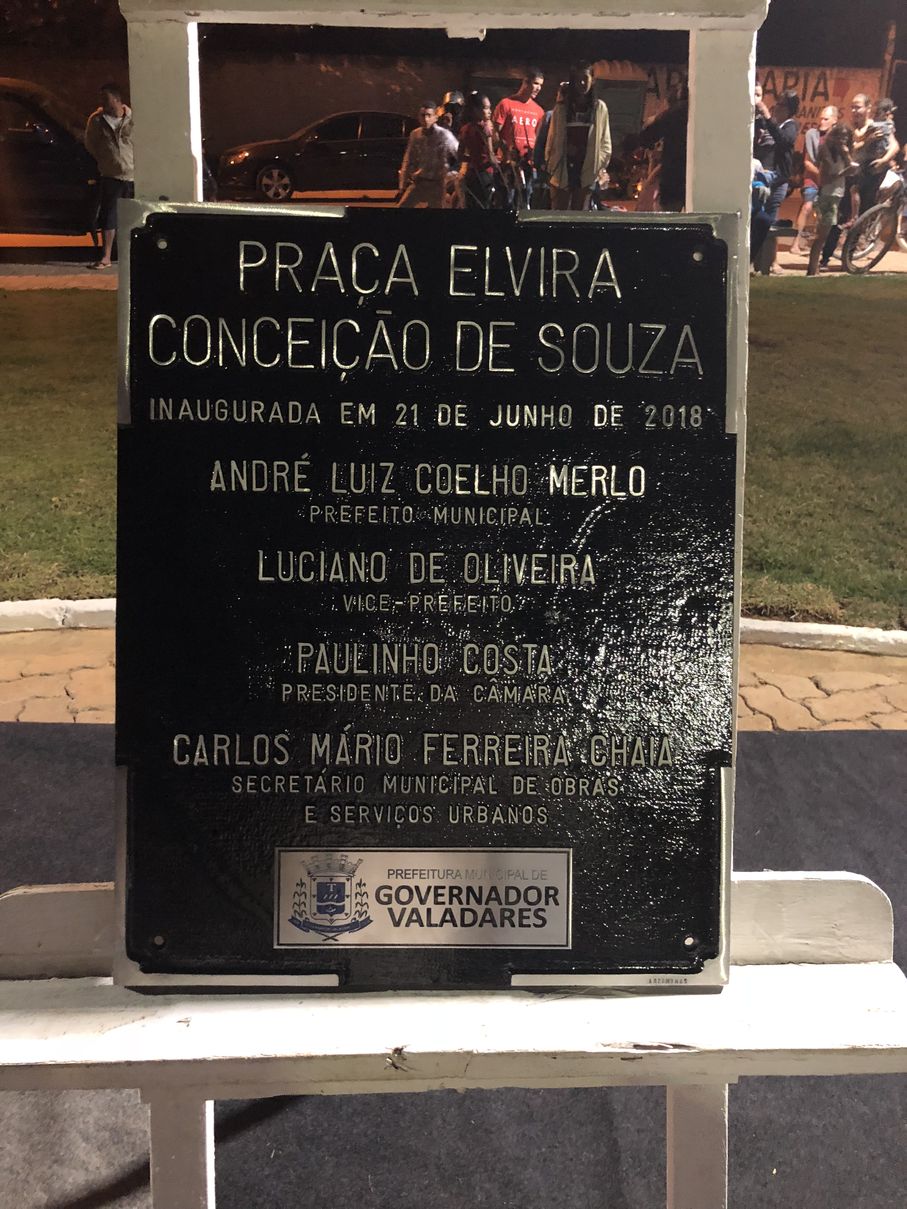 PRAÇA ELVIRA
CONCEIÇÃO DE SOUZA
INAUGURADA EM 21 DE JUNHO DE 2018
ANDRÉ LUIZ COELHO MERLO
PREFEITO MUNICIPAL
LUCIANO DE OLIVEIRA
VICE-PREFEITO
PAULINHO COSTA
PRESIDENTE DA CÂMARA
CARLOS MÁRIO FERREIRA CHAIA
SECRETÁRIO MUNICIPAL DE OBRAS
E SERVIÇOS URBANOS
PREFEITURA MUNICIPAL DE
GOVERNADOR
VALADARES
AERO